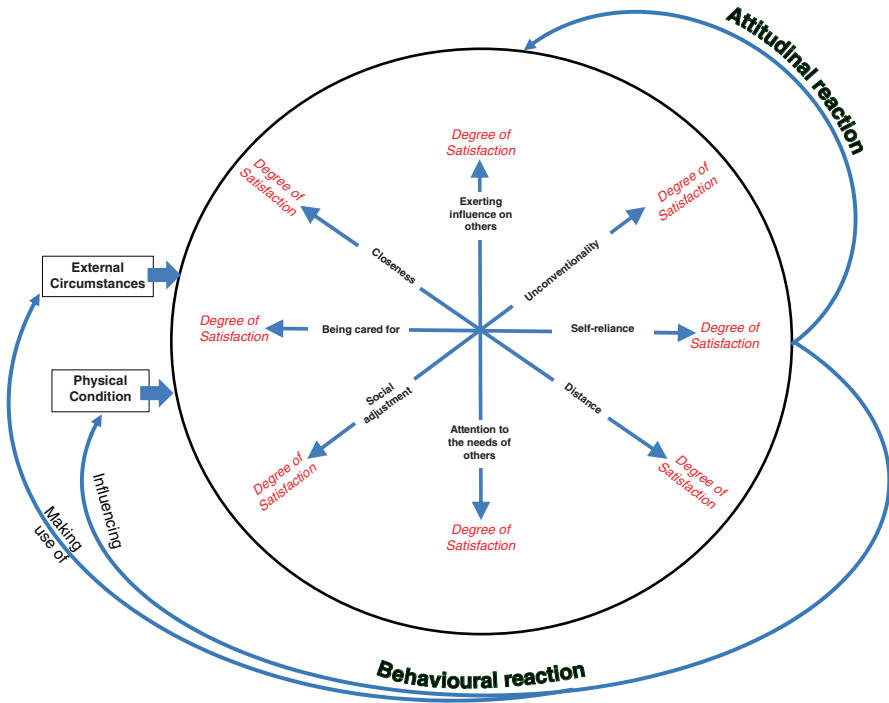 Attitudinal reaction
Degree of
Satisfaction
Degree of
Satisfaction
Degree of
Satisfaction
Exerting
influence on
others
Closeness
Unconventionality
External
Circumstances
Degree of
Satisfaction
Being cared for
Self-reliance
Degree of
Satisfaction
Physical
Condition
Social
adjustment
Distance
Attention to
the needs of
others
Degree of
Satisfaction
Degree of
Satisfaction
Degree of
Satisfaction
Influencing
Making
use of
Behavioural reaction